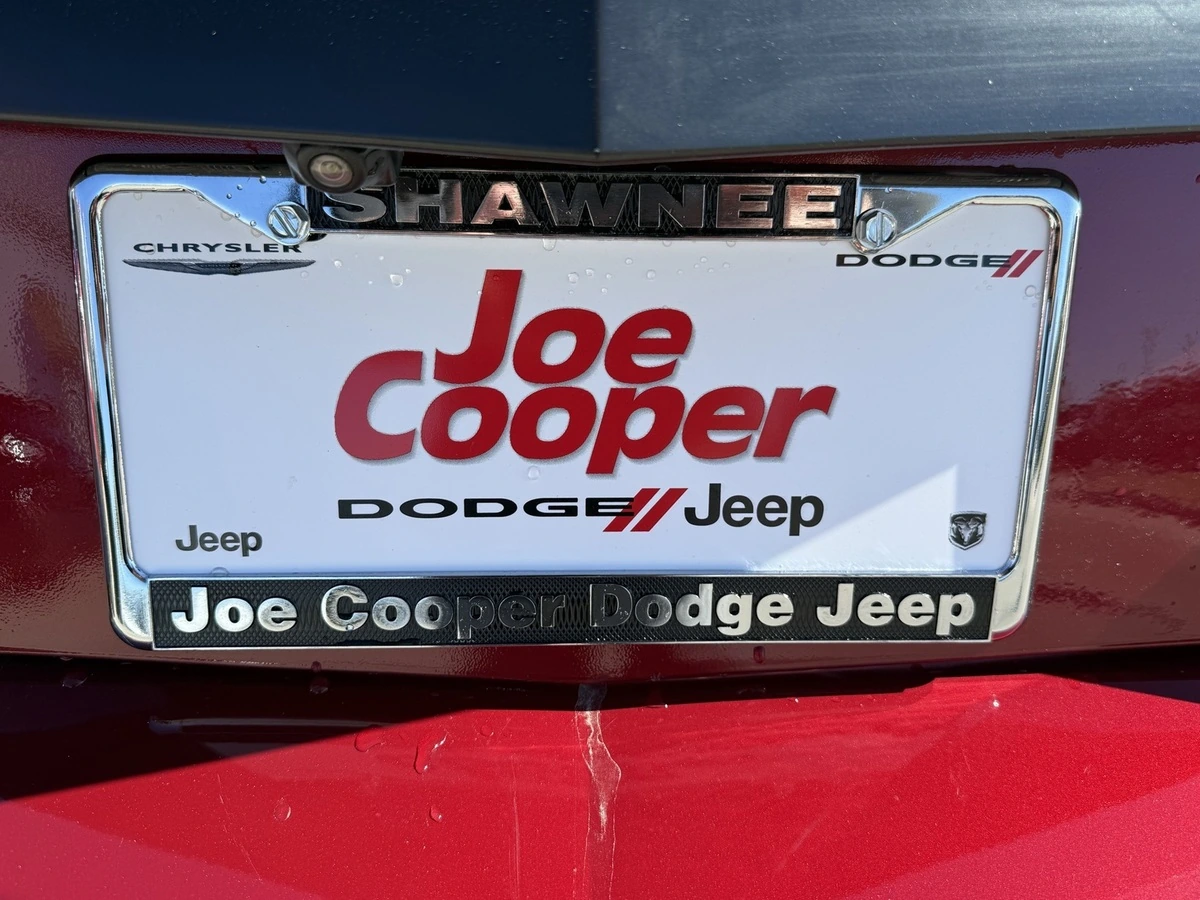 SHAWNEE
CHRYSLER
DODGE
Joe
Cooper
DODGE Jeep
Jeep
Joe Cooper Dodge Jeep